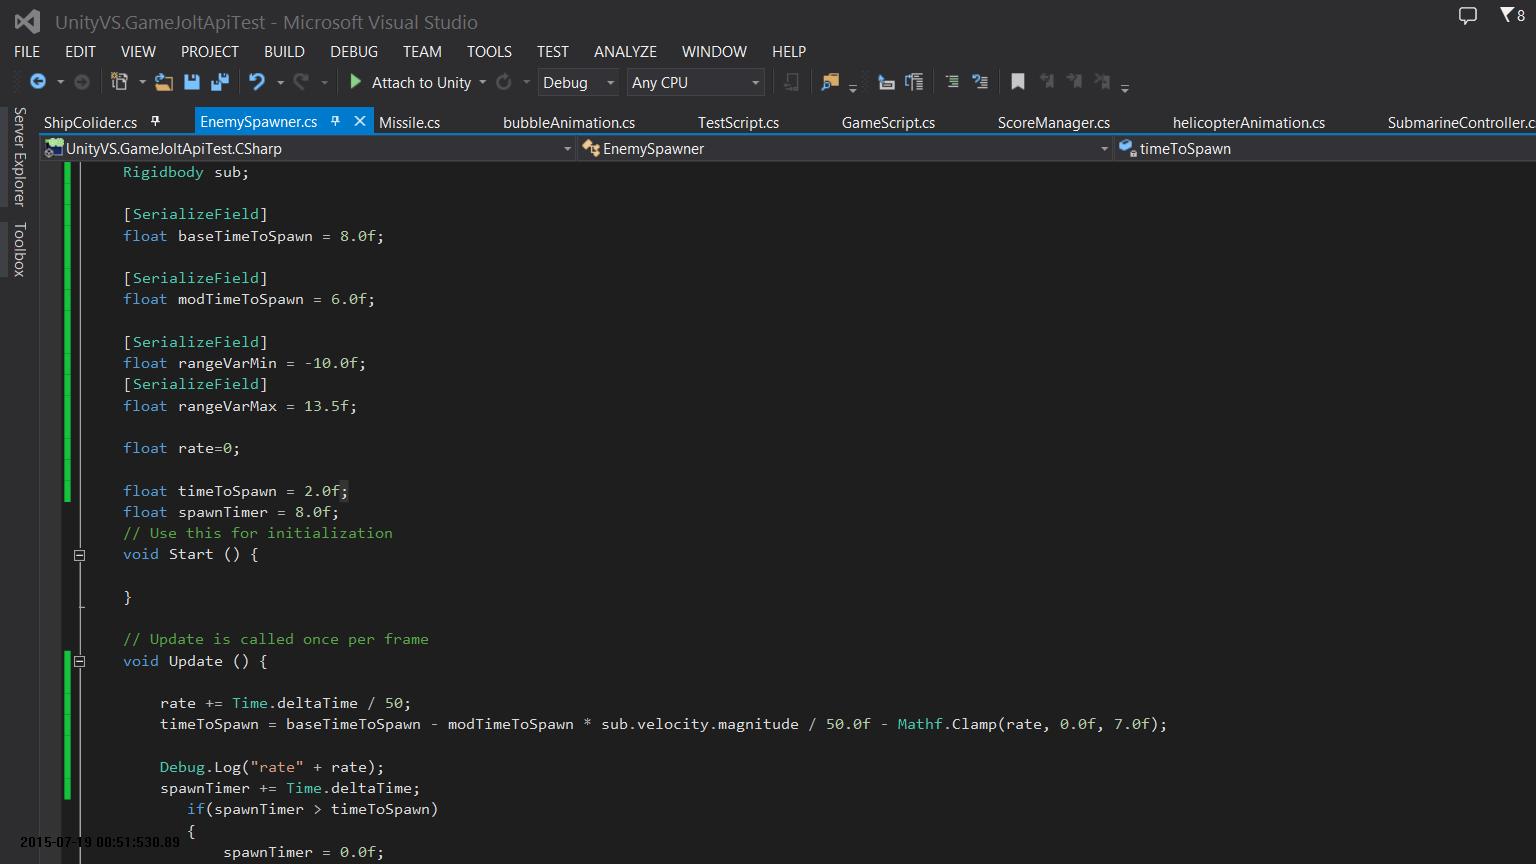 UnityVS.GameJoltApiTest - Microsoft Visual Studio
8
FILE EDIT VIEW PROJECT BUILD DEBUG TEAM TOOLS TEST ANALYZE WINDOW HELP
Attach to Unity Debug Any CPU
Server Explorer
Toolbox
ShipColider.cs EnemySpawner.cs Missile.cs bubbleAnimation.cs TestScript.cs GameScript.cs ScoreManager.cs helicopterAnimation.cs SubmarineController.cs
UnityVS.GameJoltApiTest.CSharp EnemySpawner timeToSpawn
Rigidbody sub;
[SerializeField]
float baseTimeToSpawn = 8.0f;
[SerializeField]
float modTimeToSpawn = 6.0f;
[SerializeField]
float rangeVarMin = -10.0f;
[SerializeField]
float rangeVarMax = 13.5f;
float rate=0;
float timeToSpawn = 2.0f;
float spawnTimer = 8.0f;
// Use this for initialization
void Start () {
}
// Update is called once per frame
void Update () {
rate += Time.deltaTime / 50;
timeToSpawn = baseTimeToSpawn - modTimeToSpawn * sub.velocity.magnitude / 50.0f - Mathf.Clamp(rate, 0.0f, 7.0f);
Debug.Log("rate" + rate);
spawnTimer += Time.deltaTime;
if(spawnTimer > timeToSpawn)
{
spawnTimer = 0.0f;
2015-07-19 00:51:530.89